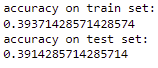 accuracy on train set:
0.39371428571428574
accuracy on test set:
0.3914285714285714